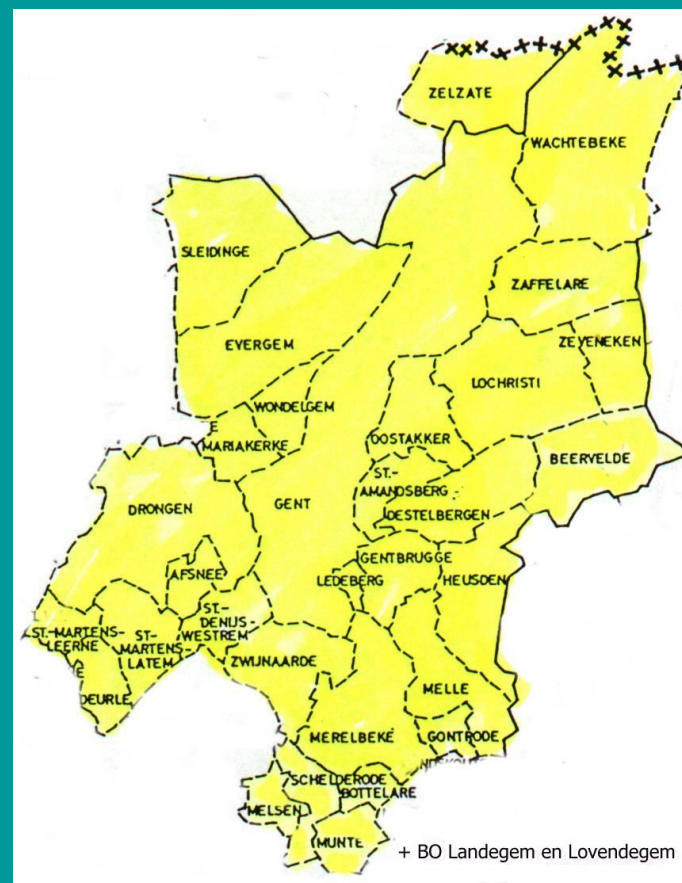 ZELZATE
WACHTEBEKE
SLEIDINGE
ZAFFELARE
EVERGEM
ZEVENEKEN
LOCHRISTI
WONDELGEM
E
MARIAKERKE
OOSTAKKER
BEERVELDE
ST.-
AMANDSBERG
DRONGEN
GENT
DESTELBERGEN
GENTBRUGGE
AFSNEE
LEDEBERG
HEUSDEN
ST.-MARTENS-
LEERNE
ST-
MARTENS-
LATEM
ST.-
DENIJS-
WESTREM
ZWIJNAARDE
E
DEURLE
MELLE
MERELBEKE
GONTRODE
SCHELDERODE
BOTTELARE
MELSEN
MUNTE
+ BO Landegem en Lovendegem